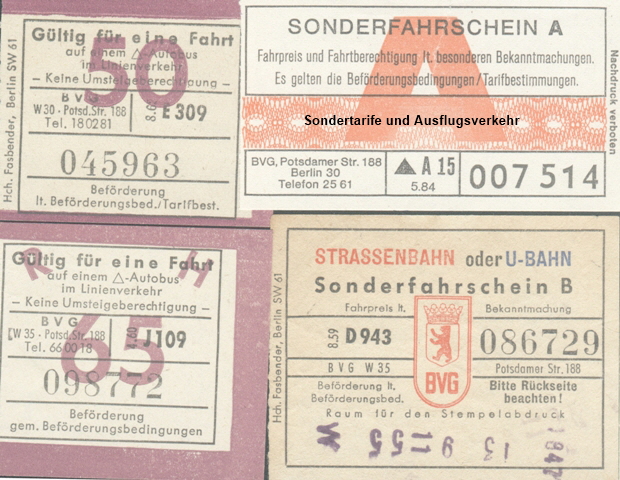 Gültig für eine Fahrt
auf einem △-Autobus
im Linienverkehr
– Keine Umsteigeberechtigung –
50
BVG
W 30 · Potsd. Str. 188
Tel. 180281
E 309
045963
Beförderung
lt. Beförderungsbed./Tarifbest.
Hch. Fosbender, Berlin SW 61
SONDERFAHRSCHEIN A
Fahrpreis und Fahrtberechtigung lt. besonderen Bekanntmachungen.
Es gelten die Beförderungsbedingungen/Tarifbestimmungen.
A
Sondertarife und Ausflugsverkehr
BVG, Potsdamer Str. 188
Berlin 30
Telefon 25 61
A 15
5.84
007 514
Nachdruck verboten
R H
Gültig für eine Fahrt
auf einem △-Autobus
im Linienverkehr
– Keine Umsteigeberechtigung –
65
BVG
W 35 · Potsd. Str. 188
Tel. 66 00 18
J 109
098772
Beförderung
gem. Beförderungsbedingungen
STRASSENBAHN oder U-BAHN
Sonderfahrschein B
Fahrpreis lt.
Bekanntmachung
8.59
D 943
086729
BVG W 35
Potsdamer Str. 188
BVG
Beförderung lt.
Beförderungsbed.
Bitte Rückseite
beachten!
Raum für den Stempelabdruck
W 55 11 9 13
1847
Hch. Fosbender, Berlin SW 61